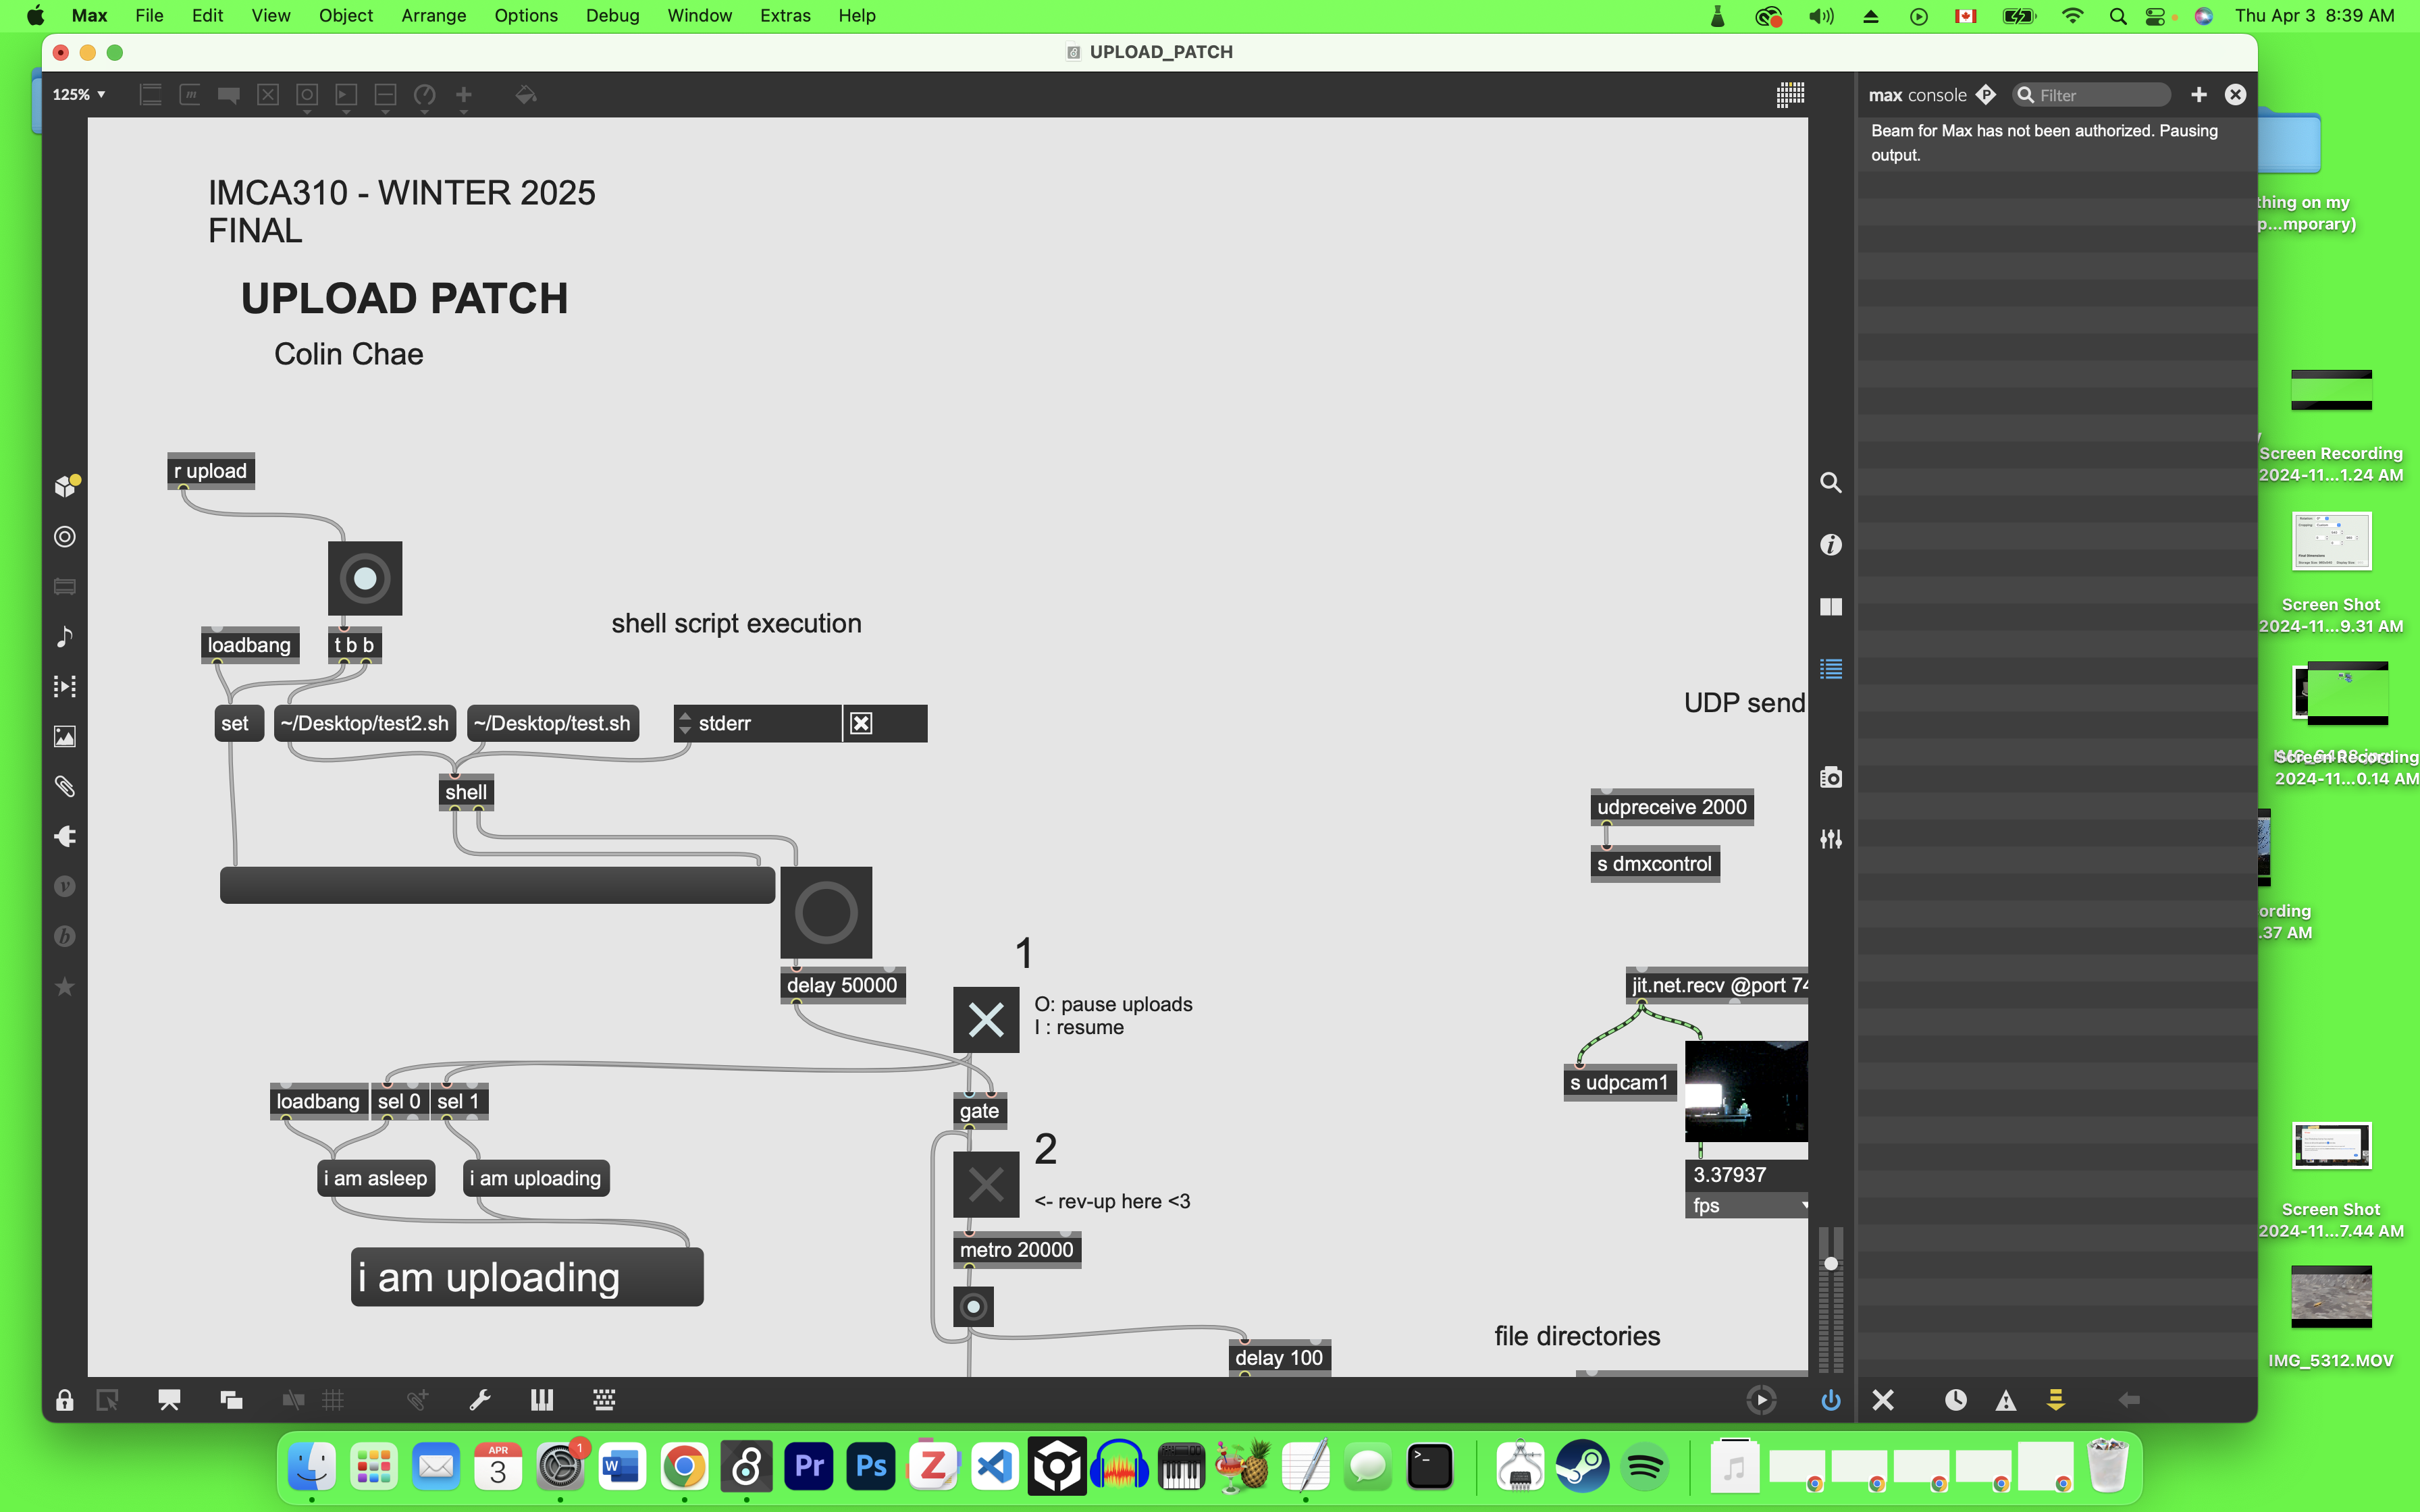 Max File Edit View Object Arrange Options Debug Window Extras Help
Thu Apr 3 8:39 AM
UPLOAD_PATCH
125%
max console
Filter
Beam for Max has not been authorized. Pausing
output.
IMCA310 - WINTER 2025
FINAL
UPLOAD PATCH
Colin Chae
r upload
loadbang
t b b
shell script execution
set
~/Desktop/test2.sh
~/Desktop/test.sh
stderr
shell
UDP send
udpreceive 2000
s dmxcontrol
delay 50000
1
O: pause uploads
I : resume
jit.net.recv @port 74
s udpcam1
3.37937
fps
loadbang
sel 0
sel 1
gate
2
<- rev-up here <3
i am asleep
i am uploading
metro 20000
i am uploading
delay 100
file directories
thing on my
p...mporary)
Screen Recording
2024-11...1.24 AM
Screen Shot
2024-11...9.31 AM
Screen Recording
2024-11...0.14 AM
ording
.37 AM
Screen Shot
2024-11...7.44 AM
IMG_5312.MOV
APR
3
1
W
Pr
Ps
Z